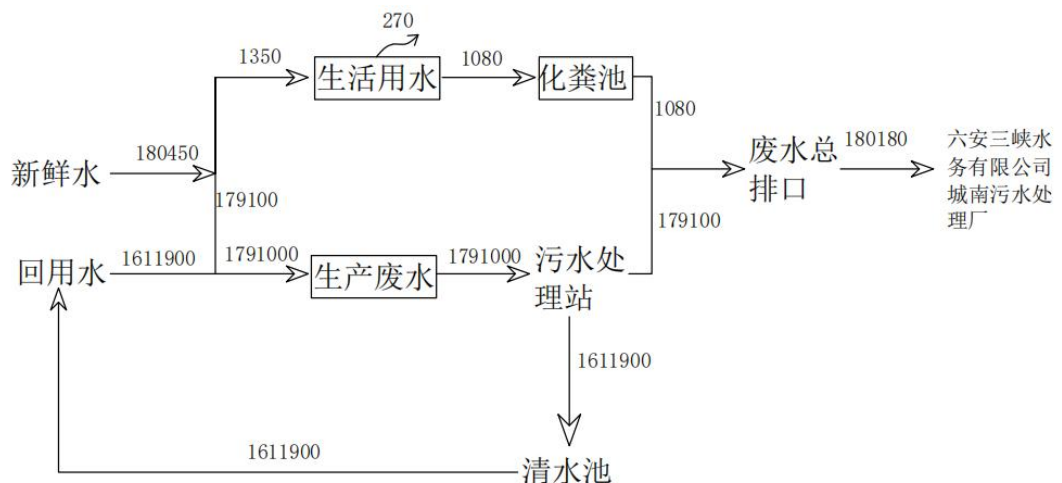 270
1350
生活用水
1080
化粪池
1080
新鲜水
180450
废水总
排口
180180
六安三峡水
务有限公司
城南污水处
理厂
179100
179100
回用水
1611900
1791000
生产废水
1791000
污水处
理站
1611900
1611900
清水池